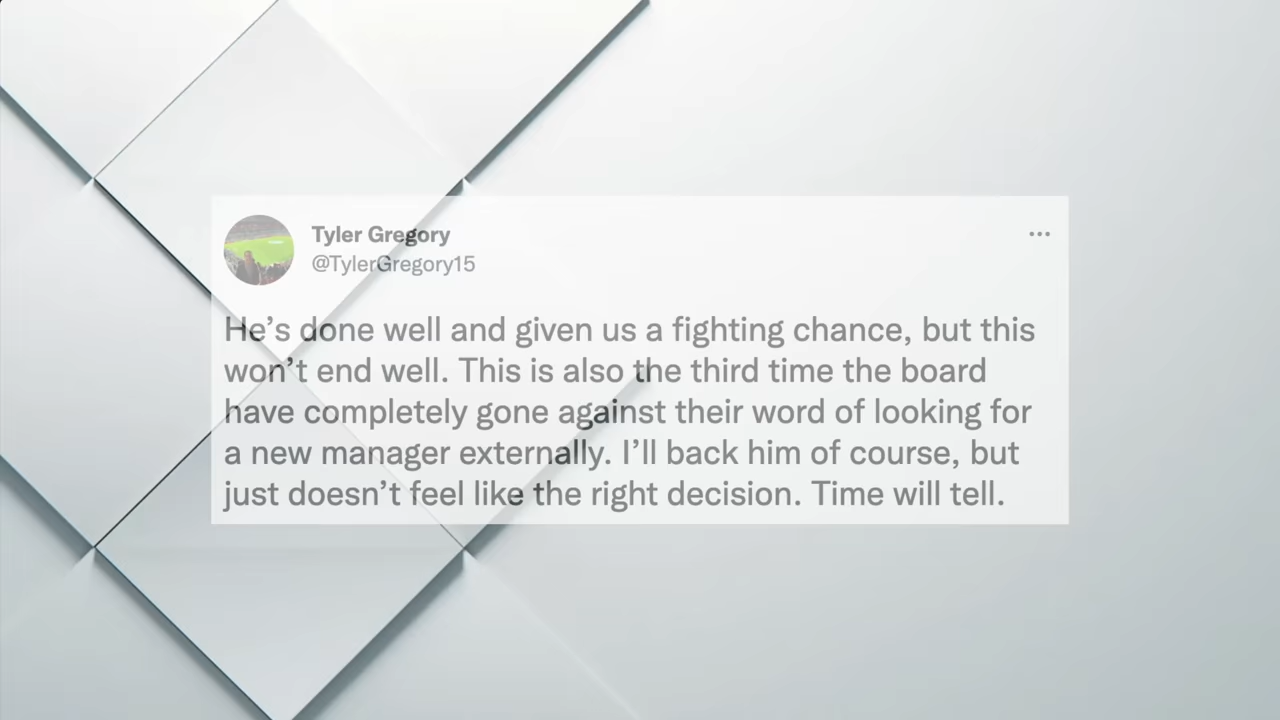 Tyler Gregory
@TylerGregory15
He’s done well and given us a fighting chance, but this
won’t end well. This is also the third time the board
have completely gone against their word of looking for
a new manager externally. I’ll back him of course, but
just doesn’t feel like the right decision. Time will tell.